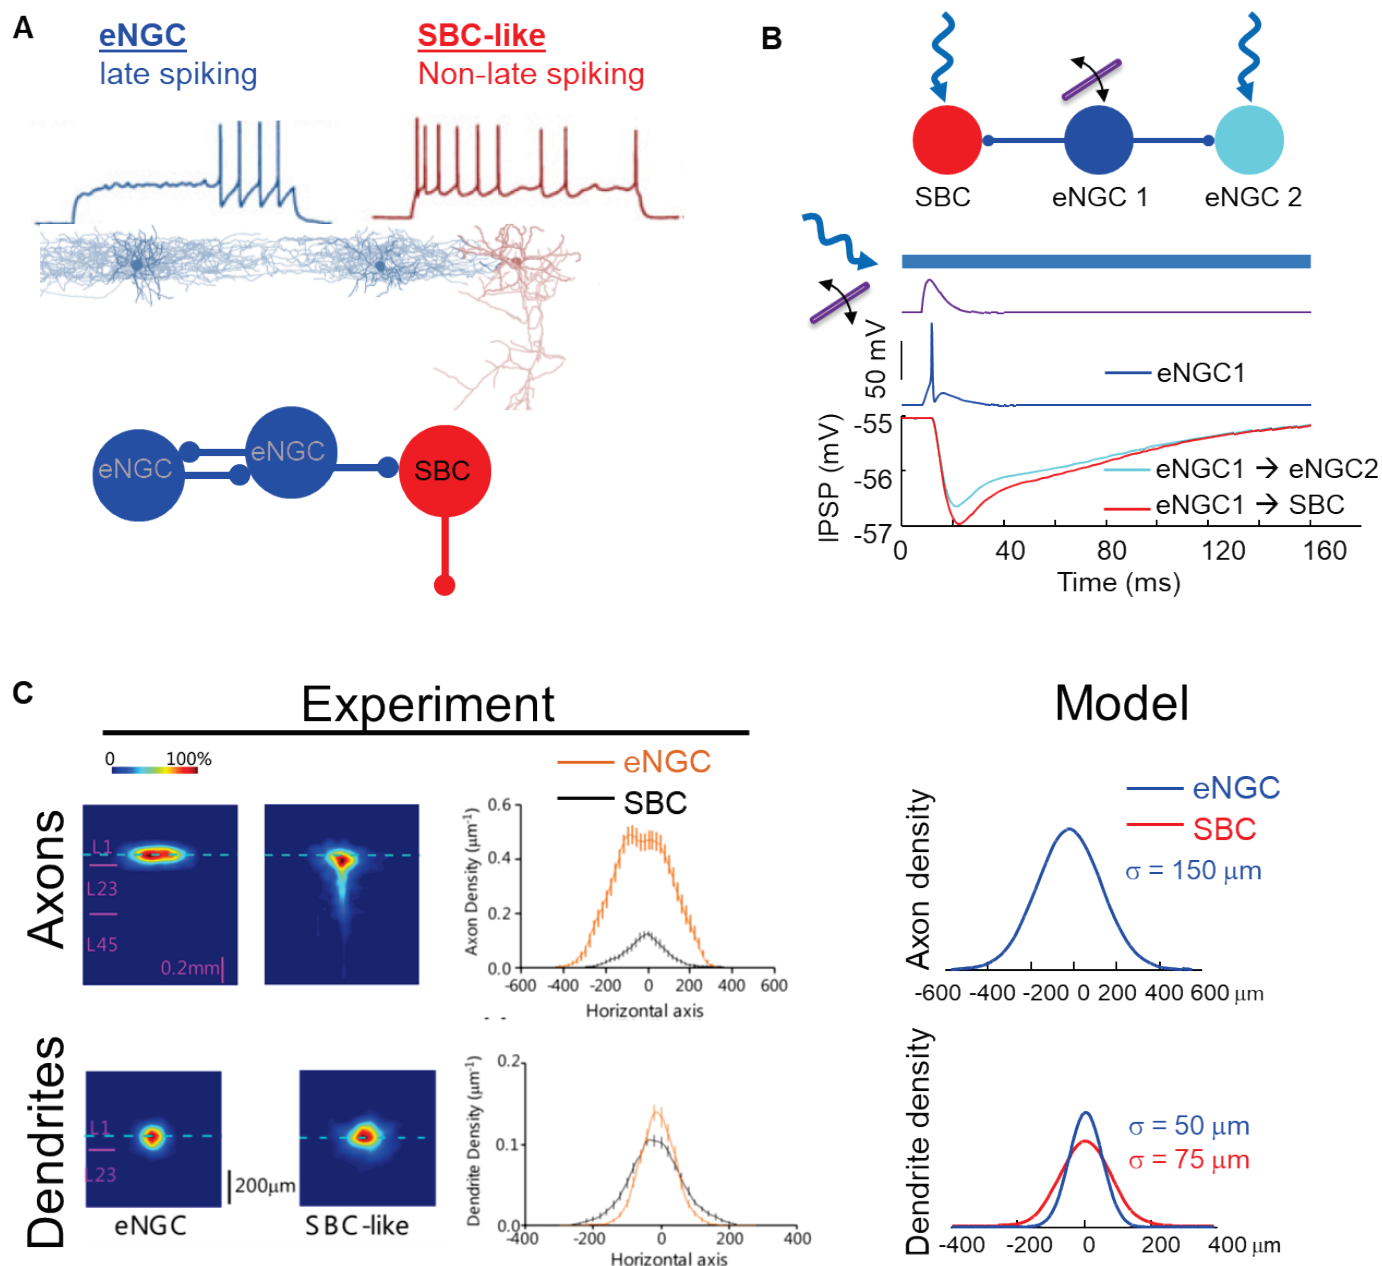 A
eNGC
late spiking
SBC-like
Non-late spiking
eNGC
eNGC
SBC
B
SBC
eNGC 1
eNGC 2
50 mV
eNGC1
IPSP (mV)
-55
-56
-57
eNGC1 → eNGC2
eNGC1 → SBC
0 40 80 120 160
Time (ms)
C
Experiment
Model
0 100%
Axons
L1
L23
L45
0.2mm
eNGC
SBC
Axon Density (μm-1)
0.6
0.4
0.2
0.0
-600 -400 -200 0 200 400 600
Horizontal axis
eNGC
SBC
σ = 150 μm
Axon density
-600 -400 -200 0 200 400 600 μm
Dendrites
L1
L23
200μm
eNGC
SBC-like
Dendrite Density (μm-1)
0.2
0.1
0.0
-400 -200 0 200 400
Horizontal axis
Dendrite density
σ = 50 μm
σ = 75 μm
-400 -200 0 200 400 μm